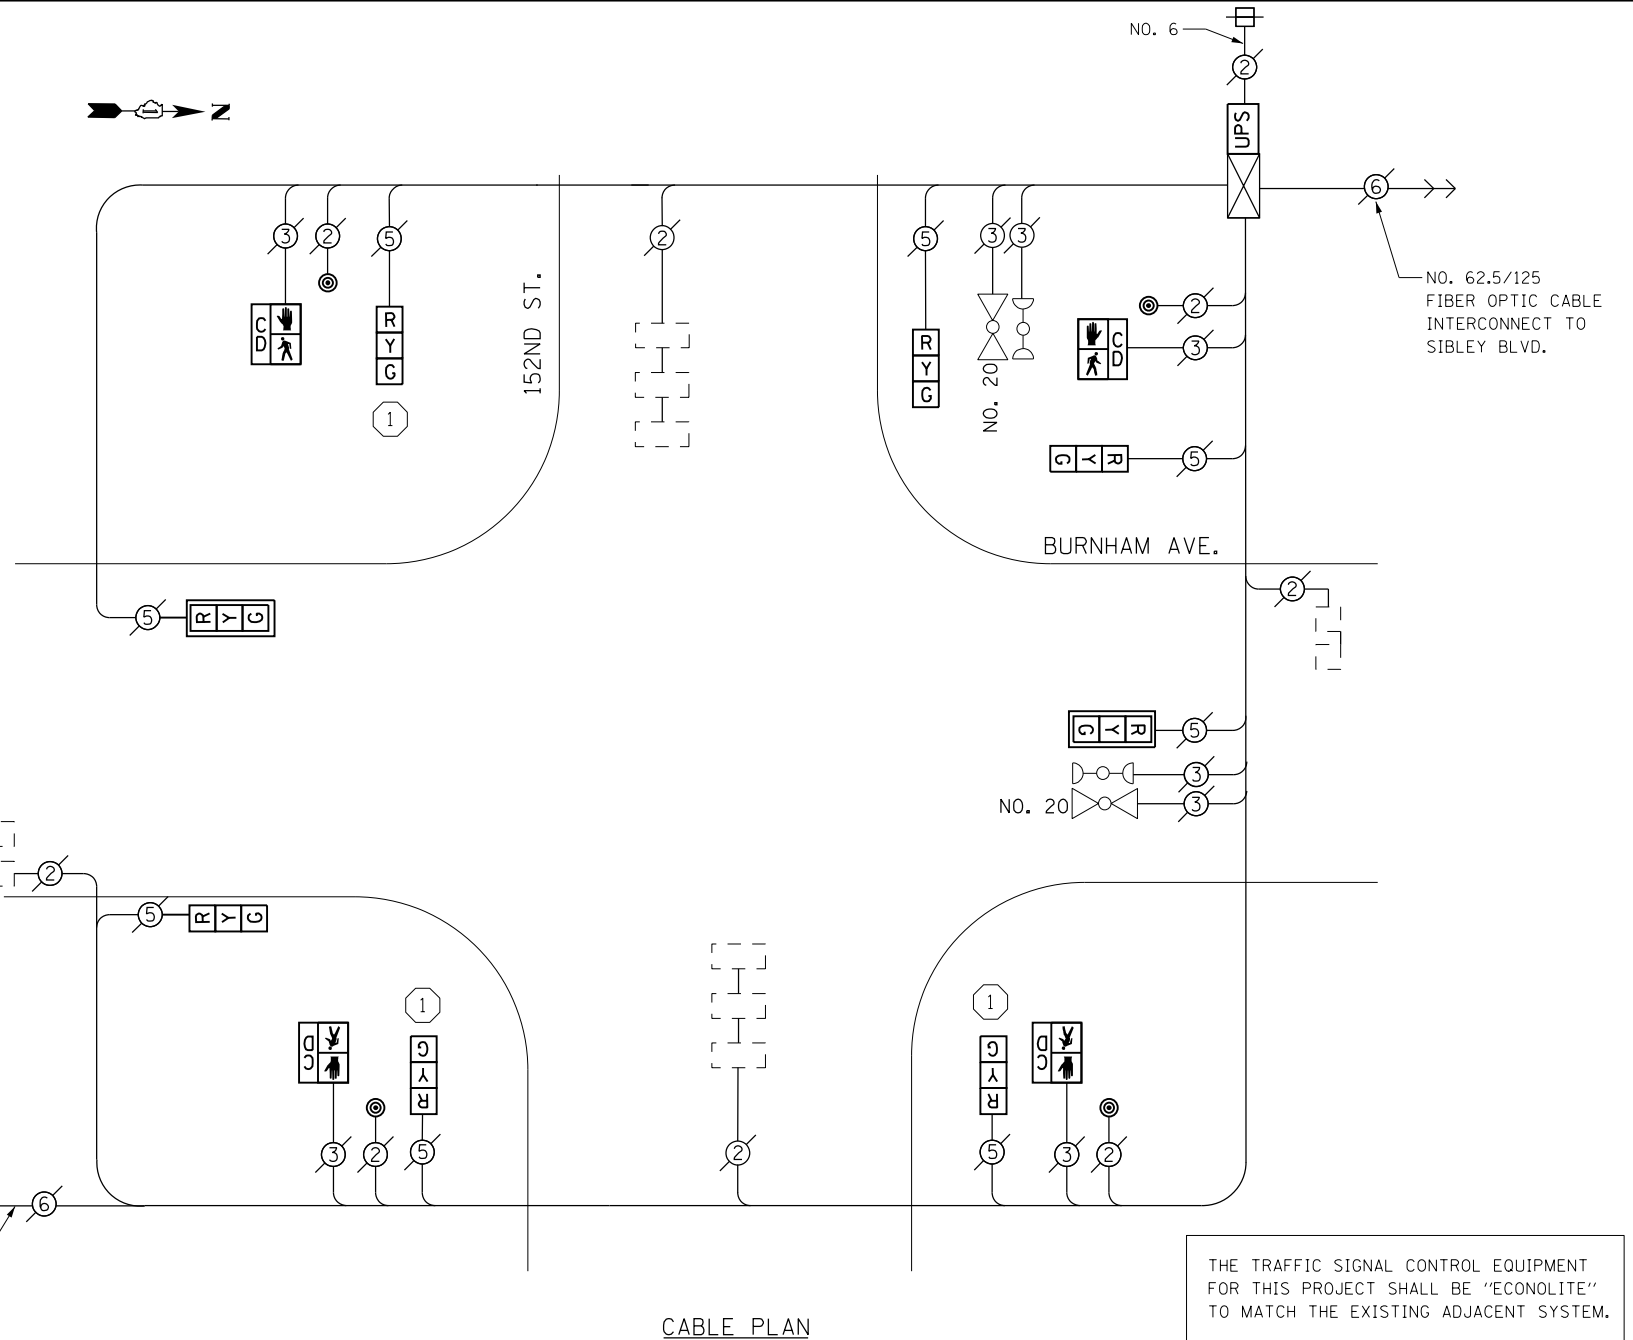 NO. 6
2
N
UPS
6
3
2
5
2
5
3
3
NO. 62.5/125
FIBER OPTIC CABLE
INTERCONNECT TO
SIBLEY BLVD.
2
3
C
D
R
Y
G
1
152ND ST.
R
Y
G
NO. 20
C
D
R Y G
5
BURNHAM AVE.
2
5
R Y G
R Y G
5
3
NO. 20
3
2
5
R Y G
1
1
C
D
R
Y
G
R
Y
G
C
D
3
2
5
2
5
3
2
6
THE TRAFFIC SIGNAL CONTROL EQUIPMENT
FOR THIS PROJECT SHALL BE "ECONOLITE"
TO MATCH THE EXISTING ADJACENT SYSTEM.
CABLE PLAN